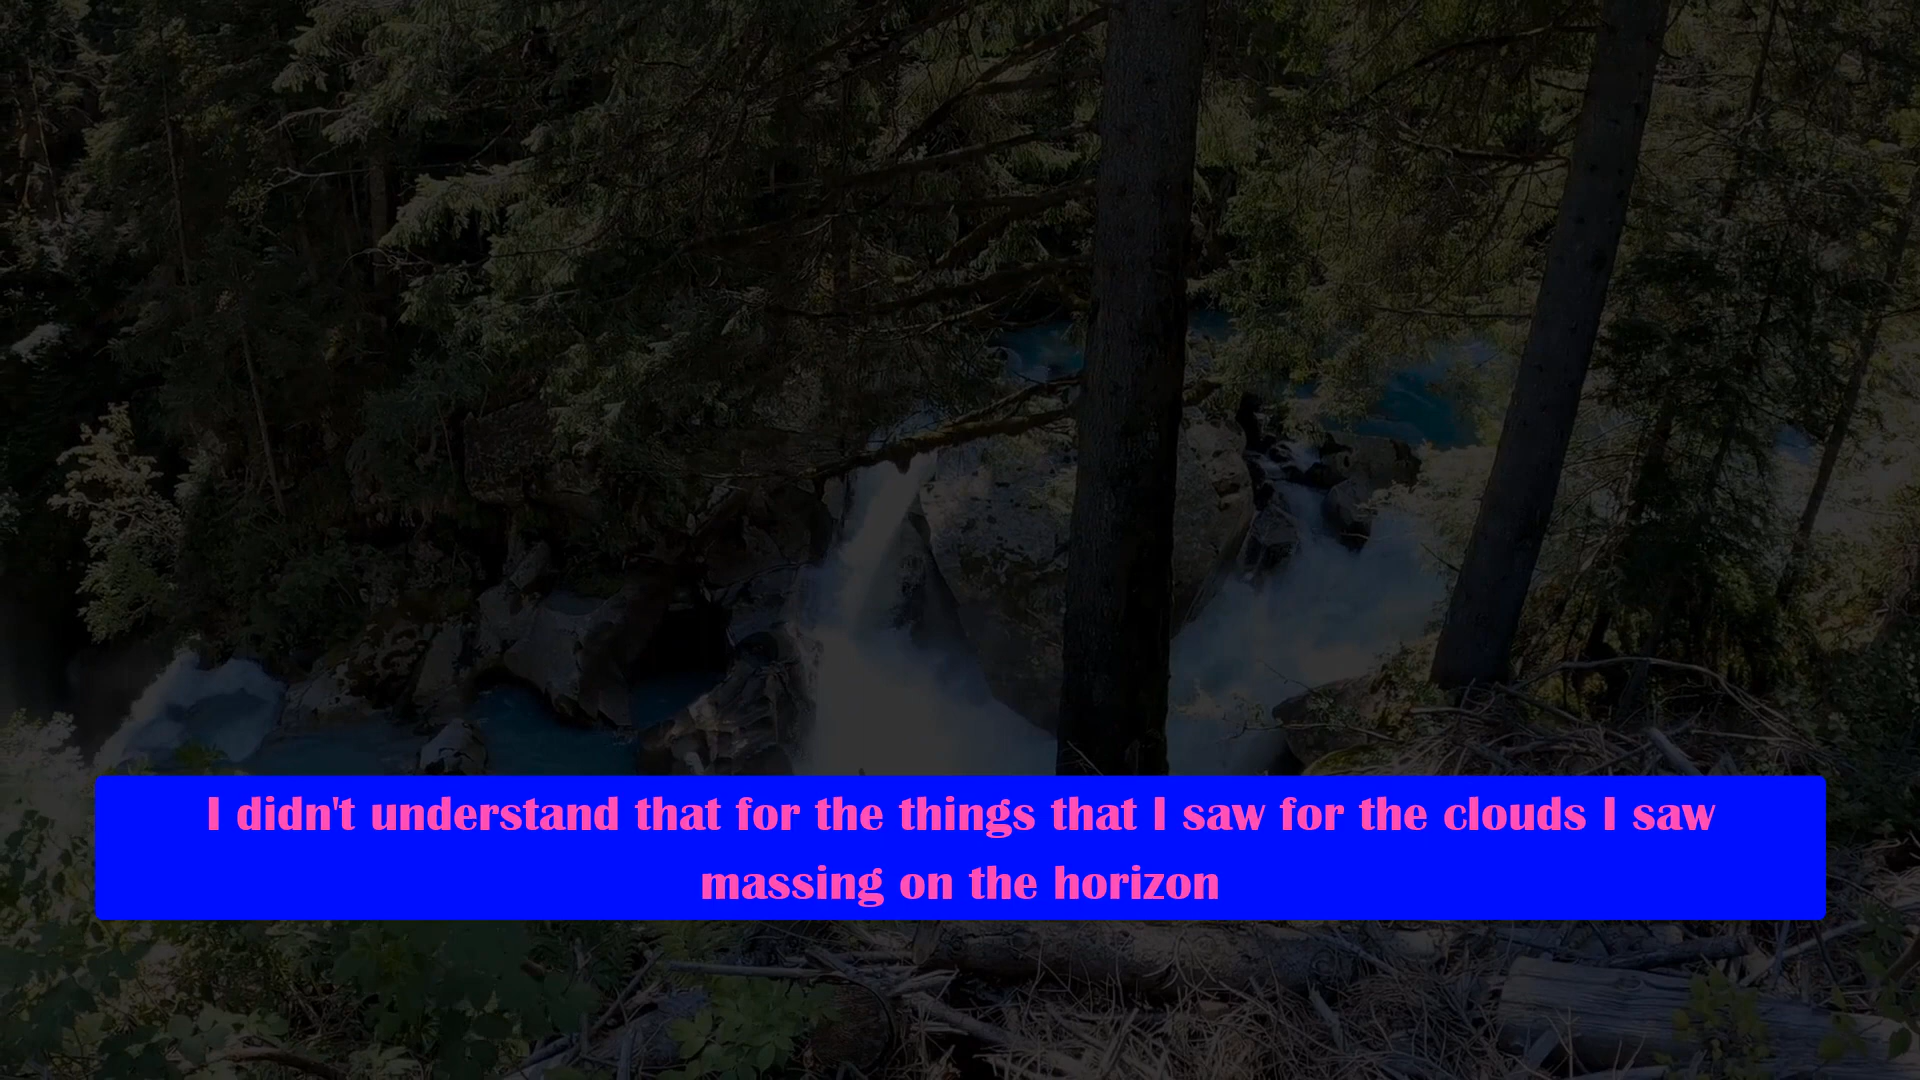 I didn't understand that for the things that I saw for the clouds I saw
massing on the horizon